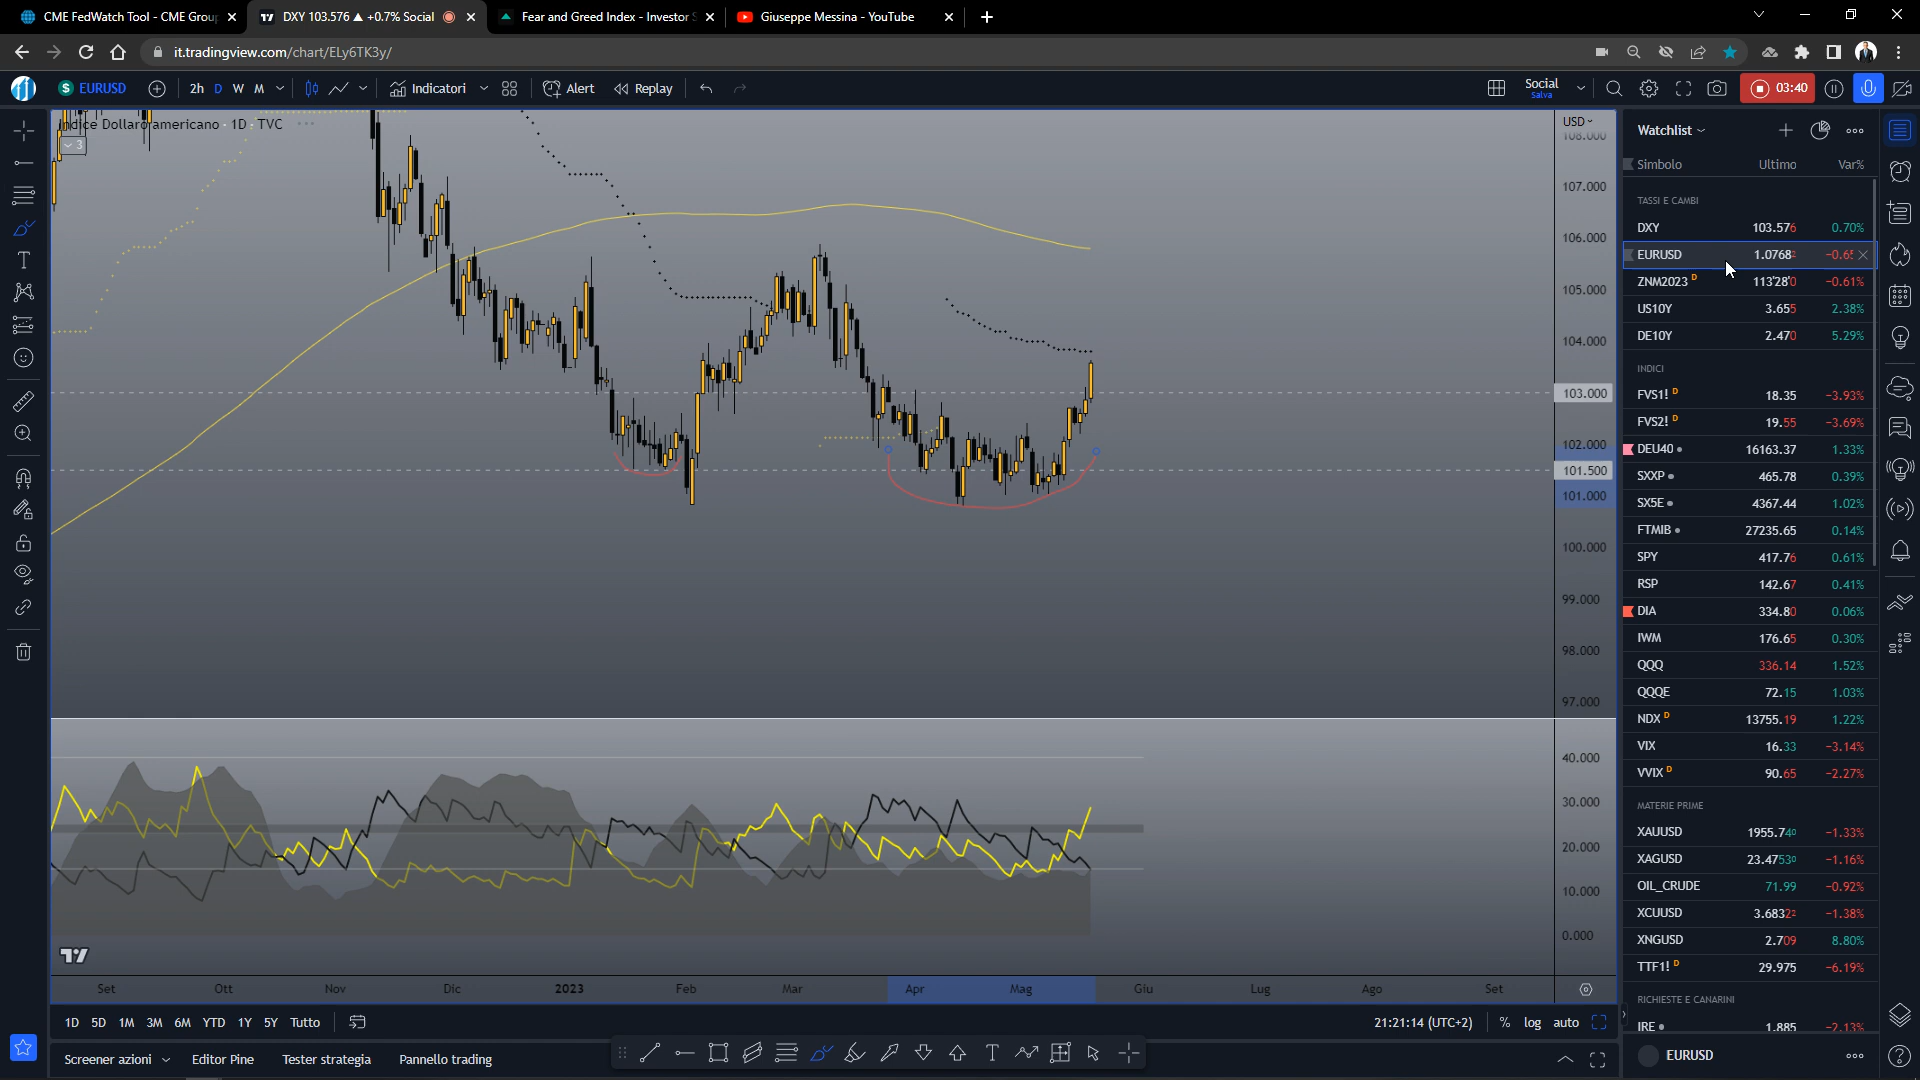 CME FedWatch Tool - CME Group
DXY 103.576 ▲ +0.7% Social
Fear and Greed Index - Investor S
Giuseppe Messina - YouTube
it.tradingview.com/chart/ELy6TK3y/
EURUSD
2h D W M
Indicatori
Alert
Replay
Social
Salva
03:40
Indice Dollaro americano · 1D · TVC
3
USD
108.000
107.000
106.000
105.000
104.000
103.000
102.000
101.500
101.000
100.000
99.000
98.000
97.000
40.000
30.000
20.000
10.000
0.000
Set Ott Nov Dic 2023 Feb Mar Apr Mag Giu Lug Ago Set
1D 5D 1M 3M 6M YTD 1Y 5Y Tutto
21:21:14 (UTC+2) % log auto
Screener azioni Editor Pine Tester strategia Pannello trading
Watchlist
Simbolo Ultimo Var%
TASSI E CAMBI
DXY 103.576 0.70%
EURUSD 1.0768
ZNM2023 D 113'28'0 −0.61%
US10Y 3.655 2.38%
DE10Y 2.470 5.29%
INDICI
FVS1! D 18.35 −3.93%
FVS2! D 19.55 −3.69%
DEU40 16163.37 1.33%
SXXP 465.78 0.39%
SX5E 4367.44 1.02%
FTMIB 27235.65 0.14%
SPY 417.76 0.61%
RSP 142.67 0.41%
DIA 334.80 0.06%
IWM 176.65 0.30%
QQQ 336.14 1.52%
QQQE 72.15 1.03%
NDX D 13755.19 1.22%
VIX 16.33 −3.14%
VVIX D 90.65 −2.27%
MATERIE PRIME
XAUUSD 1955.740 −1.33%
XAGUSD 23.47530 −1.16%
OIL_CRUDE 71.99 −0.92%
XCUUSD 3.6832 −1.38%
XNGUSD 2.709 8.80%
TTF1! D 29.975 −6.19%
RICHIESTE E CANARINI
IRE 1.885 −2.13%
EURUSD